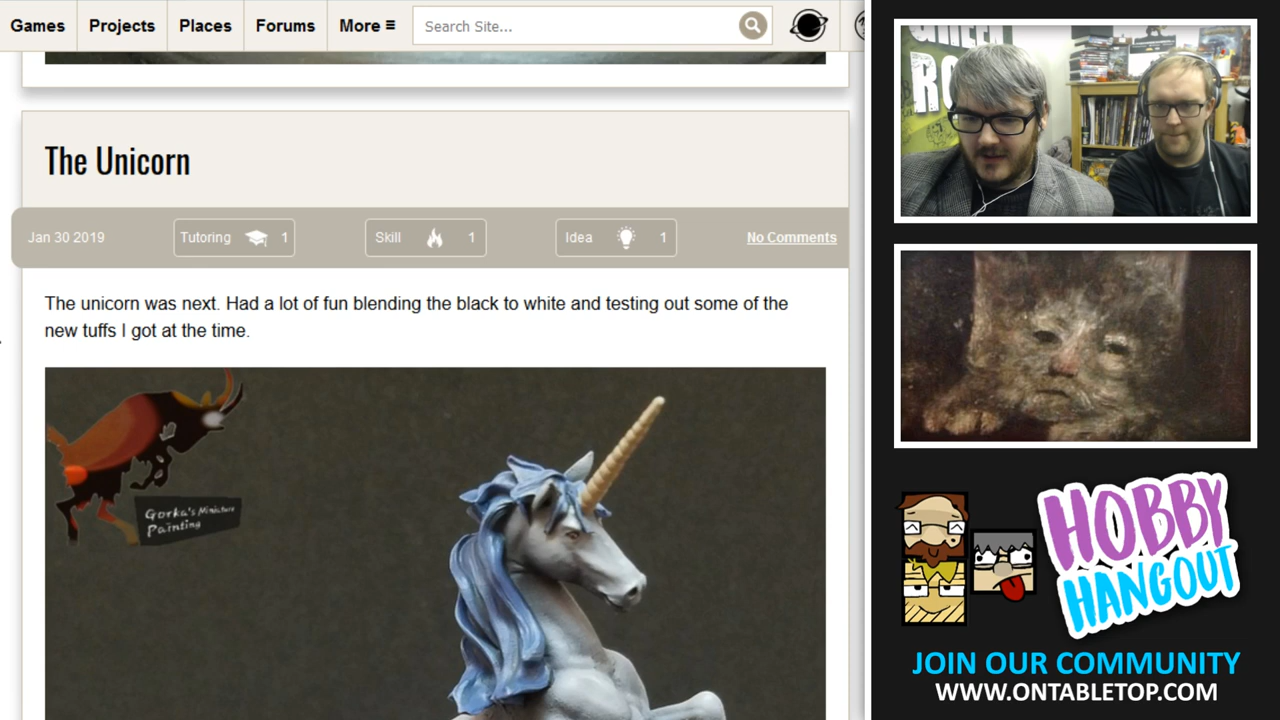 Games
Projects
Places
Forums
More ≡
Search Site...
The Unicorn
Jan 30 2019
Tutoring 1
Skill 1
Idea 1
No Comments
The unicorn was next. Had a lot of fun blending the black to white and testing out some of the
new tuffs I got at the time.
Gorka's Miniature
Painting
GREEN
RO
HOBBY
HANGOUT
JOIN OUR COMMUNITY
WWW.ONTABLETOP.COM